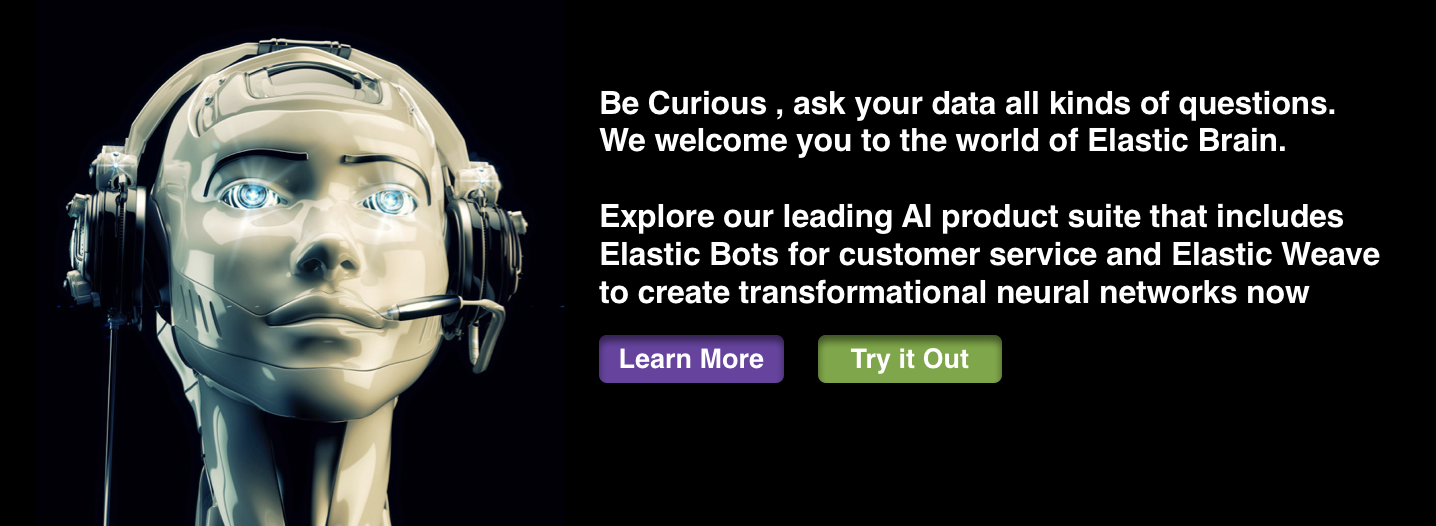 Be Curious , ask your data all kinds of questions.
We welcome you to the world of Elastic Brain.
Explore our leading AI product suite that includes
Elastic Bots for customer service and Elastic Weave
to create transformational neural networks now
Learn More
Try it Out